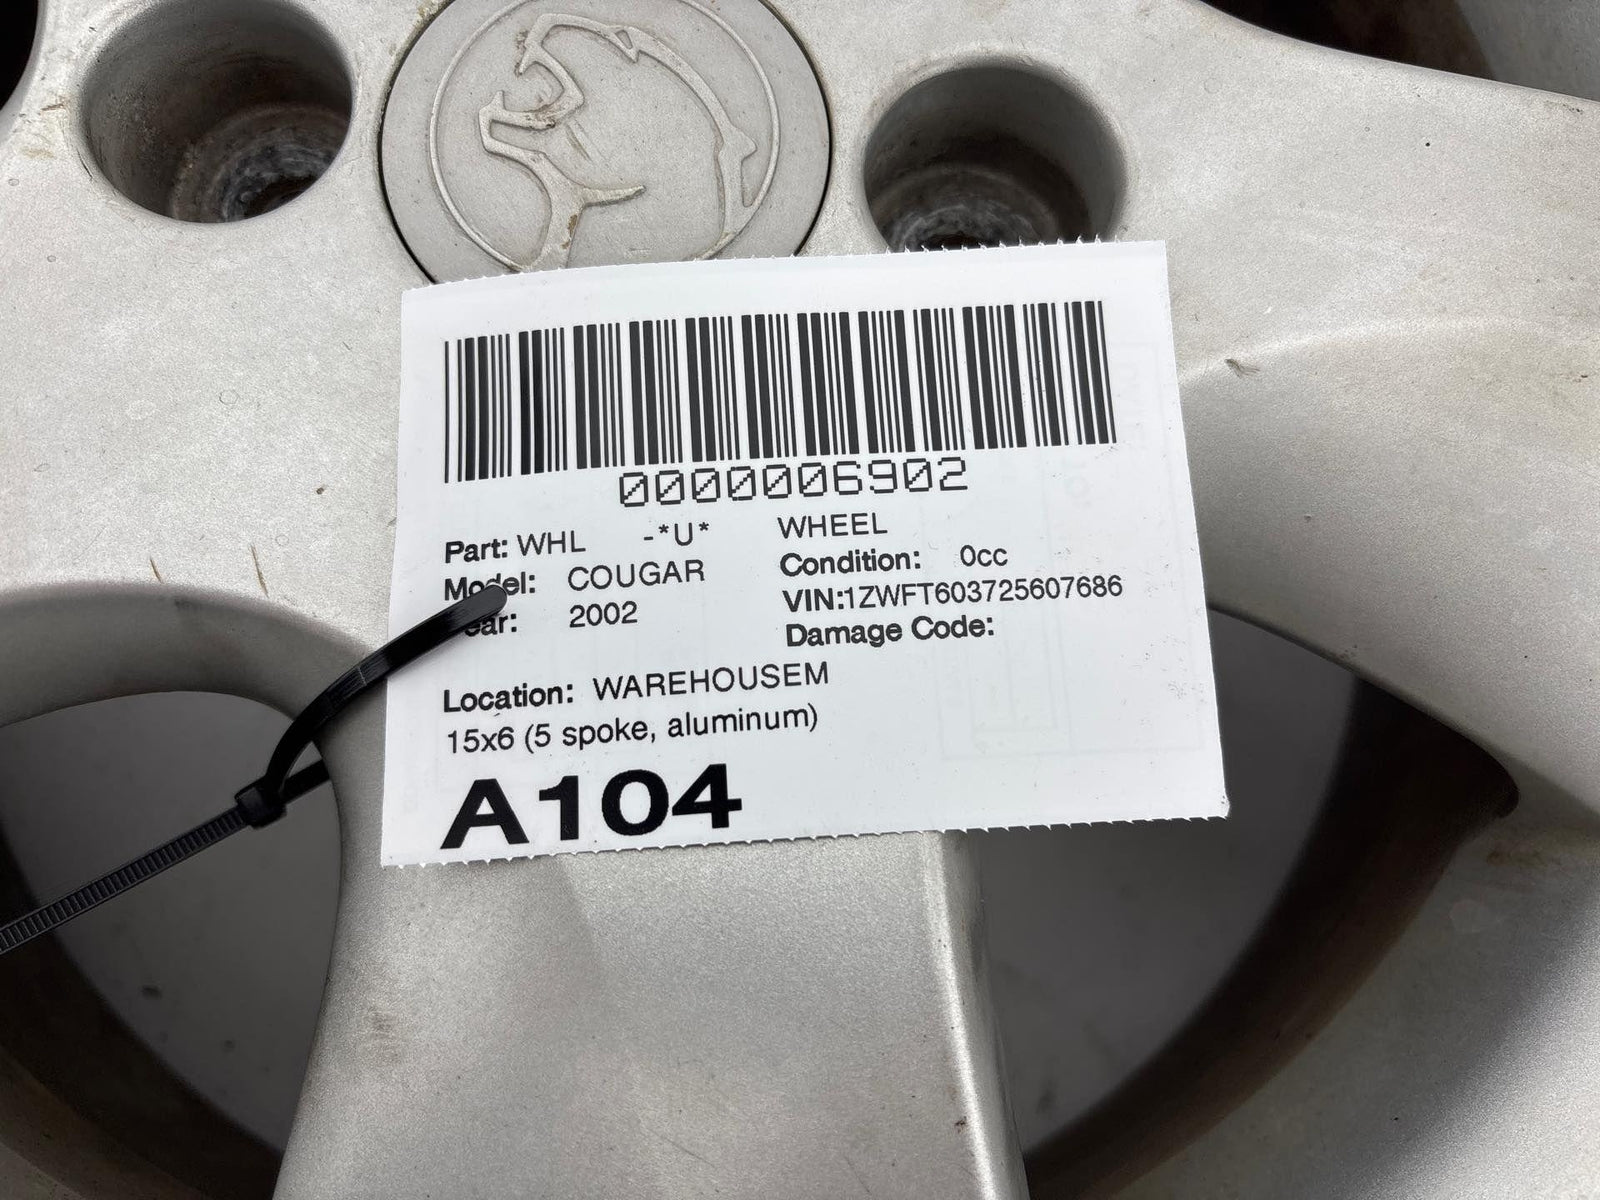 0000006902
Part: WHL -*U* WHEEL
Model: COUGAR Condition: 0cc
ear: 2002 VIN:1ZWFT603725607686
Damage Code:
Location: WAREHOUSEM
15x6 (5 spoke, aluminum)
A104